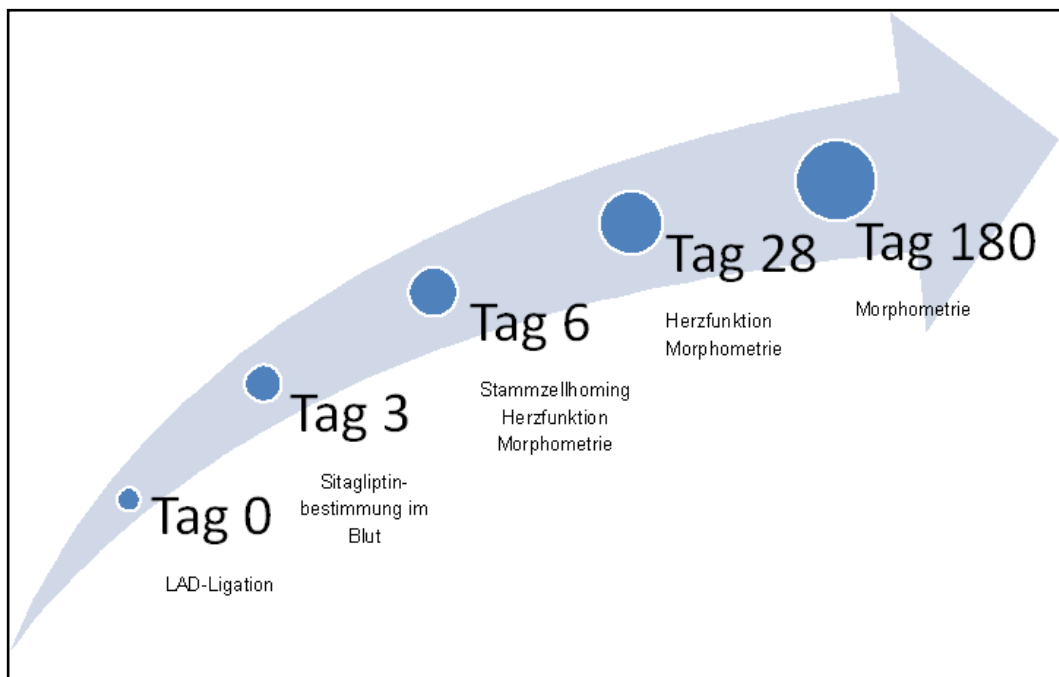 Tag 0
LAD-Ligation
Tag 3
Sitagliptin-
bestimmung im
Blut
Tag 6
Stammzellhoming
Herzfunktion
Morphometrie
Tag 28
Herzfunktion
Morphometrie
Tag 180
Morphometrie